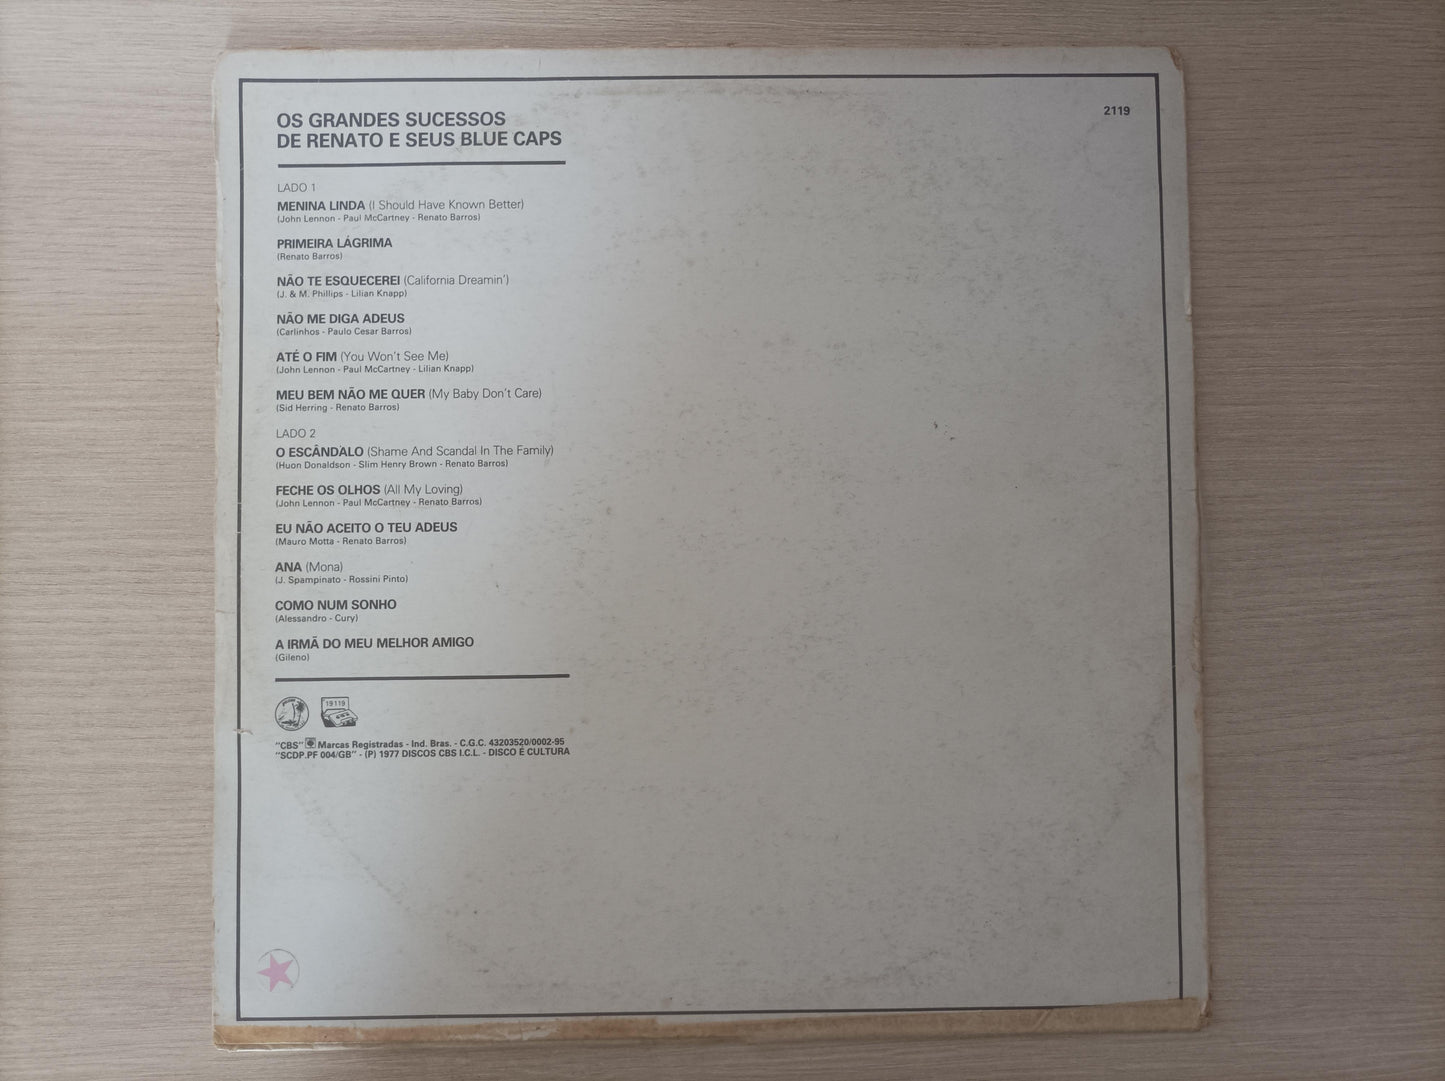 OS GRANDES SUCESSOS
DE RENATO E SEUS BLUE CAPS
2119
LADO 1
MENINA LINDA (I Should Have Known Better)
(John Lennon - Paul McCartney - Renato Barros)
PRIMEIRA LÁGRIMA
(Renato Barros)
NÃO TE ESQUECEREI (California Dreamin')
(J. & M. Phillips - Lilian Knapp)
NÃO ME DIGA ADEUS
(Carlinhos - Paulo Cesar Barros)
ATÉ O FIM (You Won't See Me)
(John Lennon - Paul McCartney - Lilian Knapp)
MEU BEM NÃO ME QUER (My Baby Don't Care)
(Sid Herring - Renato Barros)
LADO 2
O ESCÂNDALO (Shame And Scandal In The Family)
(Huon Donaldson - Slim Henry Brown - Renato Barros)
FECHE OS OLHOS (All My Loving)
(John Lennon - Paul McCartney - Renato Barros)
EU NÃO ACEITO O TEU ADEUS
(Mauro Motta - Renato Barros)
ANA (Mona)
(J. Spampinato - Rossini Pinto)
COMO NUM SONHO
(Alessandro - Cury)
A IRMÃ DO MEU MELHOR AMIGO
(Gileno)
19119
"CBS" Marcas Registradas - Ind. Bras. - C.G.C. 43203520/0002-95
"SCDP.PF 004/GB" - (P) 1977 DISCOS CBS I.C.L. - DISCO É CULTURA